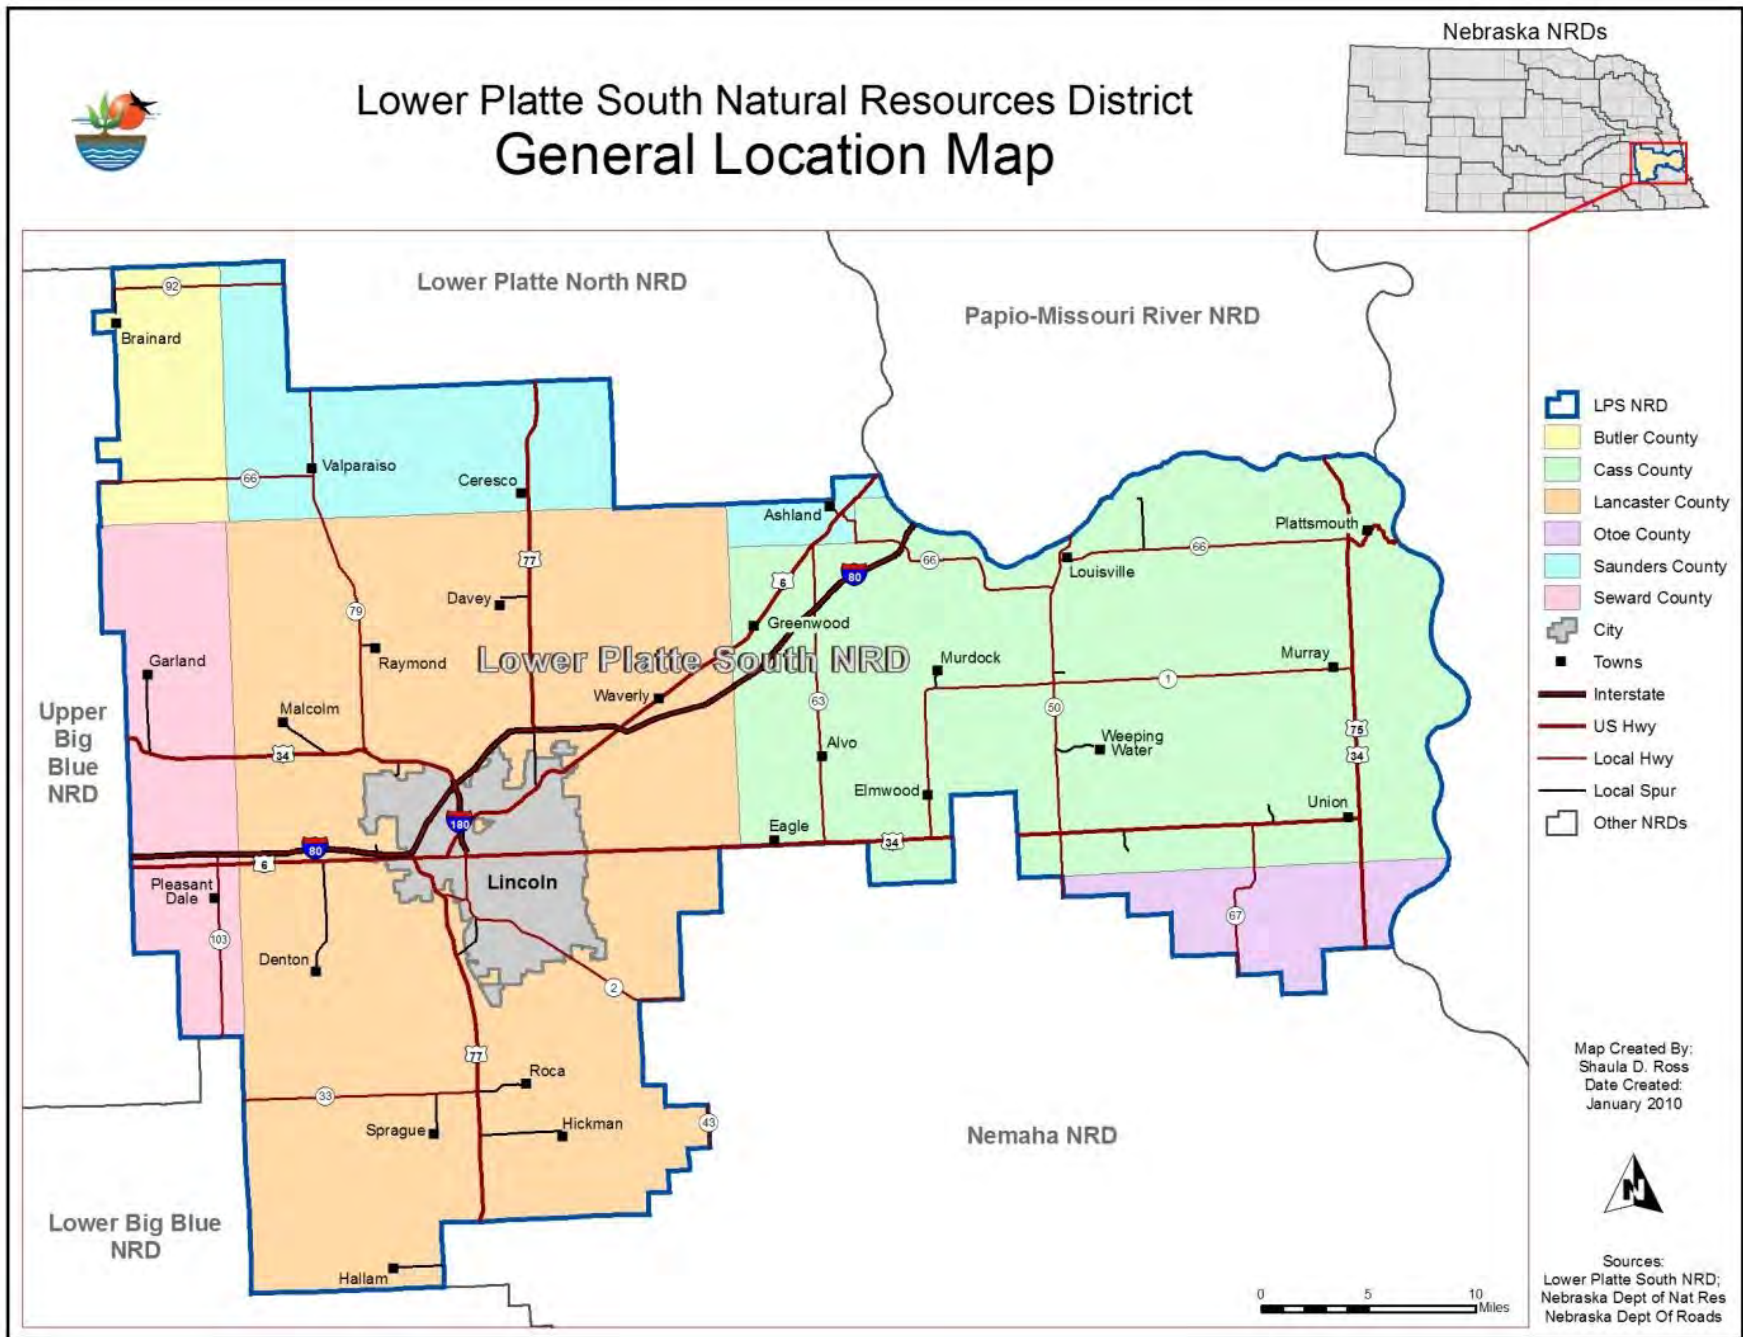 Nebraska NRDs
Lower Platte South Natural Resources District
General Location Map
Lower Platte North NRD
Papio-Missouri River NRD
92
Brainard
Valparaiso
66
Ceresco
Ashland
Plattsmouth
77
6
80
66
66
Louisville
Davey
79
Greenwood
Garland
Raymond
Lower Platte South NRD
Murdock
Murray
1
Waverly
63
50
Malcolm
Upper
Big
Blue
NRD
34
Alvo
Weeping
Water
75
34
Elmwood
Union
180
Eagle
34
80
6
Lincoln
Pleasant
Dale
67
103
Denton
2
77
Roca
33
Sprague
Hickman
43
Nemaha NRD
Lower Big Blue
NRD
Hallam
LPS NRD
Butler County
Cass County
Lancaster County
Otoe County
Saunders County
Seward County
City
Towns
Interstate
US Hwy
Local Hwy
Local Spur
Other NRDs
Map Created By:
Shaula D. Ross
Date Created:
January 2010
N
Sources:
Lower Platte South NRD;
Nebraska Dept of Nat Res
Nebraska Dept Of Roads
0 5 10
Miles